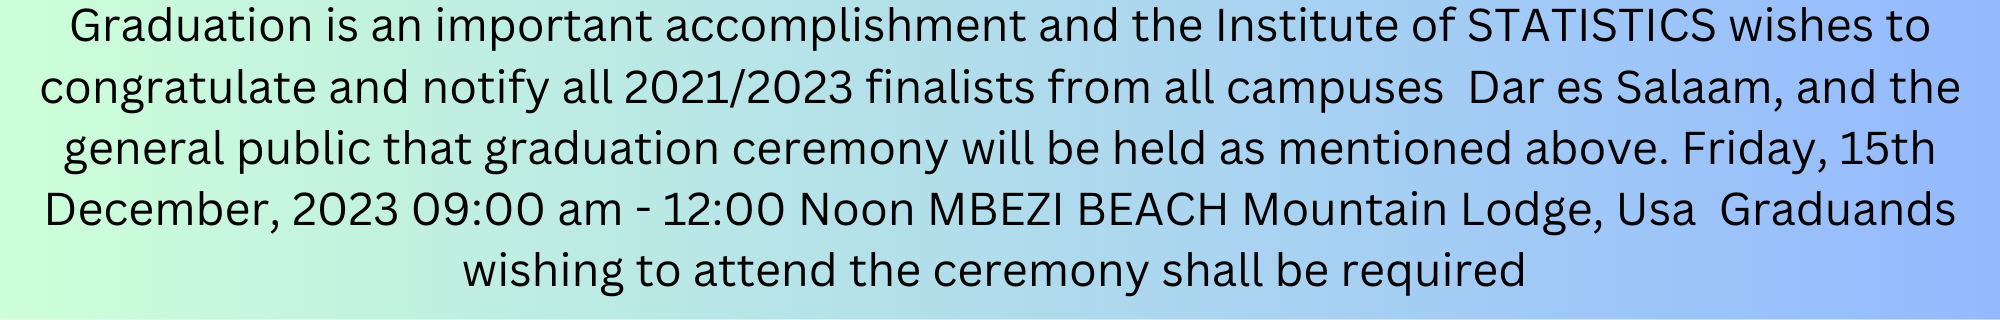 Graduation is an important accomplishment and the Institute of STATISTICS wishes to
congratulate and notify all 2021/2023 finalists from all campuses  Dar es Salaam, and the
general public that graduation ceremony will be held as mentioned above. Friday, 15th
December, 2023 09:00 am - 12:00 Noon MBEZI BEACH Mountain Lodge, Usa  Graduands
wishing to attend the ceremony shall be required